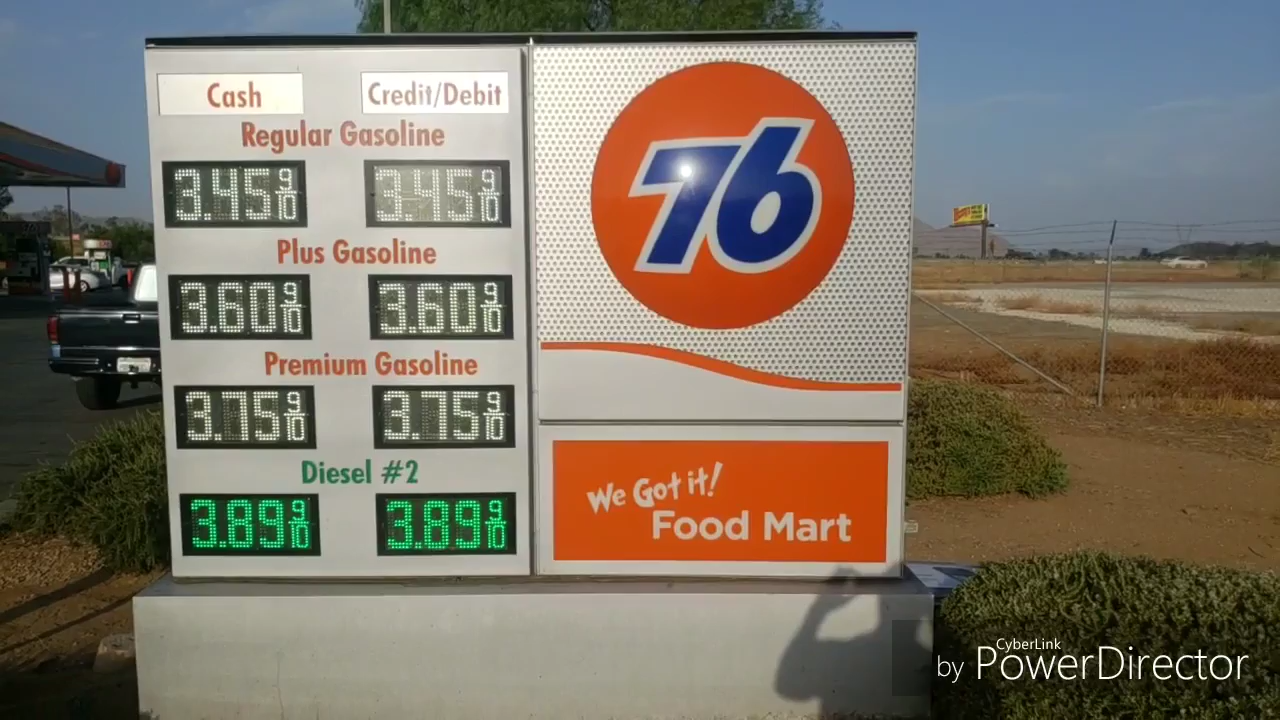 Cash Credit/Debit
Regular Gasoline
3.45 9/10 3.45 9/10
Plus Gasoline
3.60 9/10 3.60 9/10
Premium Gasoline
3.75 9/10 3.75 9/10
Diesel #2
3.89 9/10 3.89 9/10
76
We Got it!
Food Mart
CyberLink
by PowerDirector